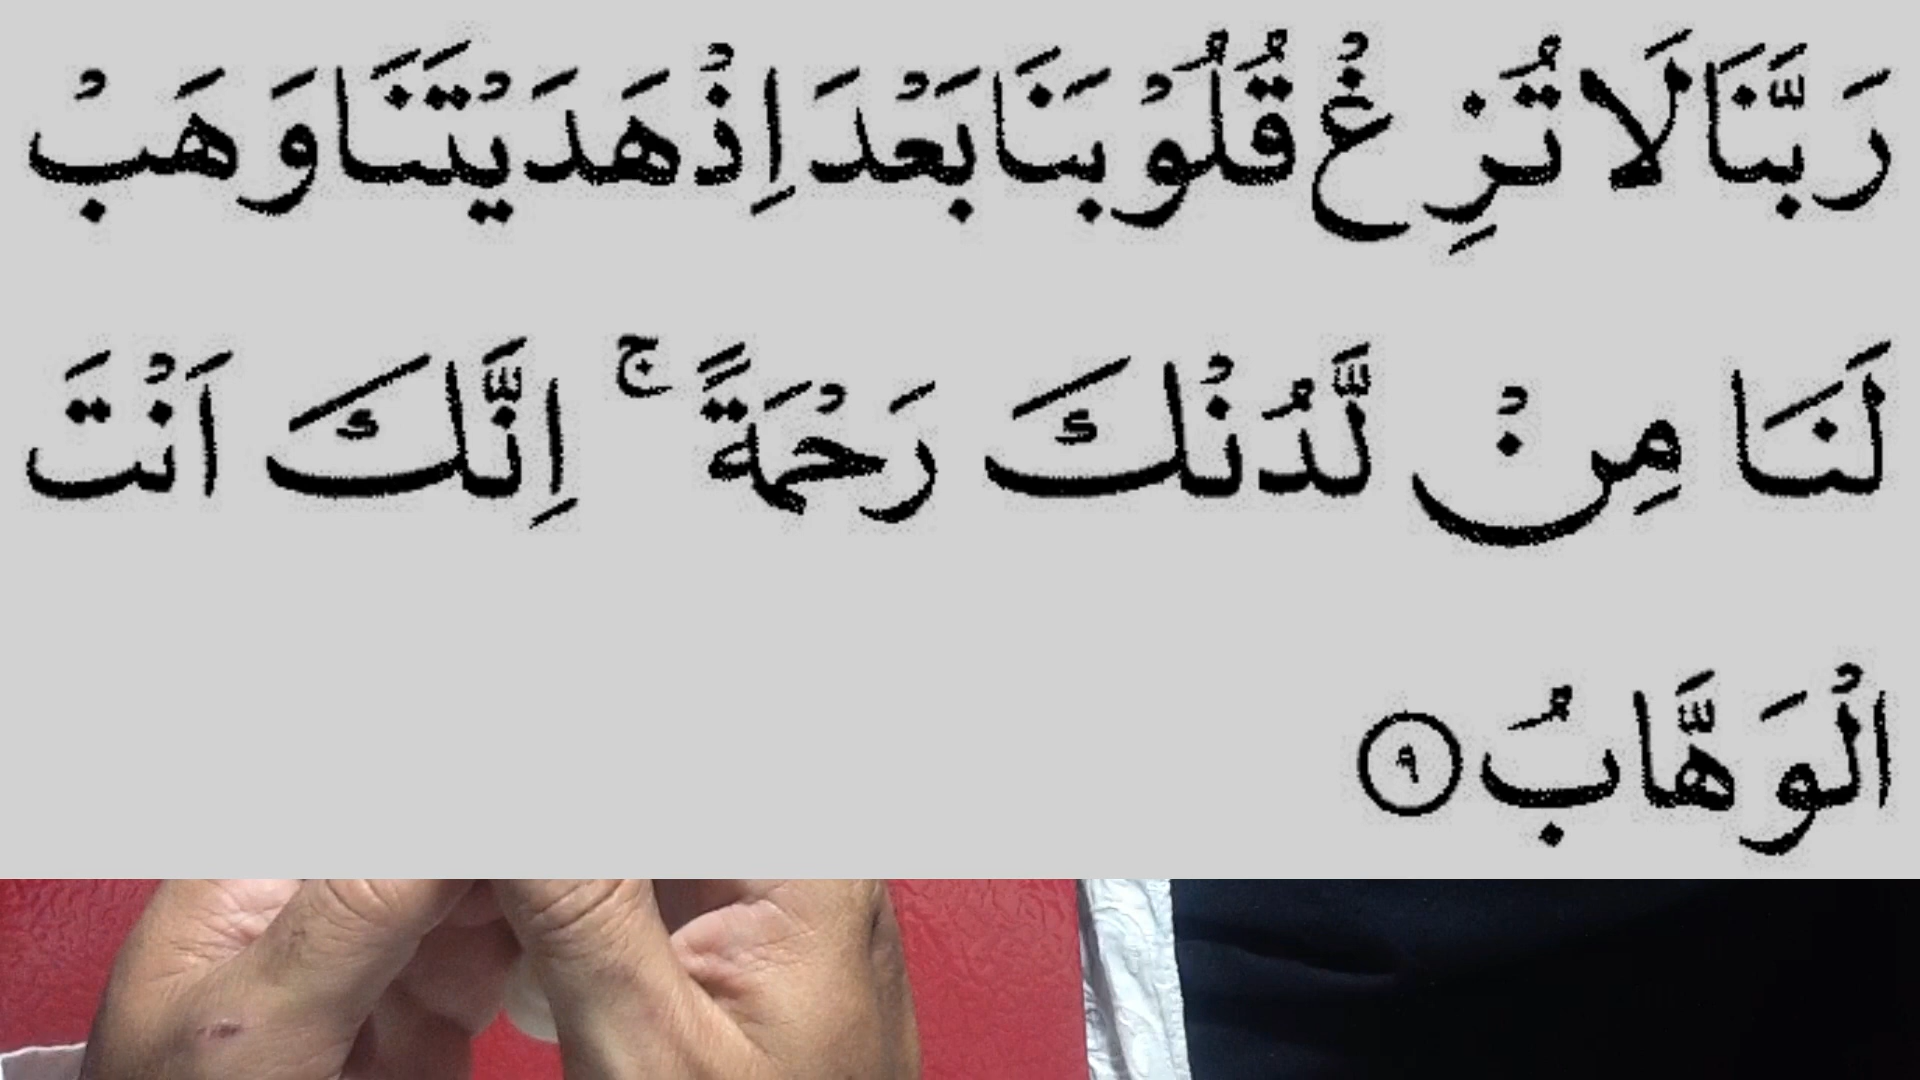 رَبَّنَا لَا تُزِغْ قُلُوْبَنَا بَعْدَ اِذْ هَدَيْتَنَا وَهَبْ
لَنَا مِنْ لَّدُنْكَ رَحْمَةً ۚ اِنَّكَ اَنْتَ
الْوَهَّابُ ﴿٩﴾